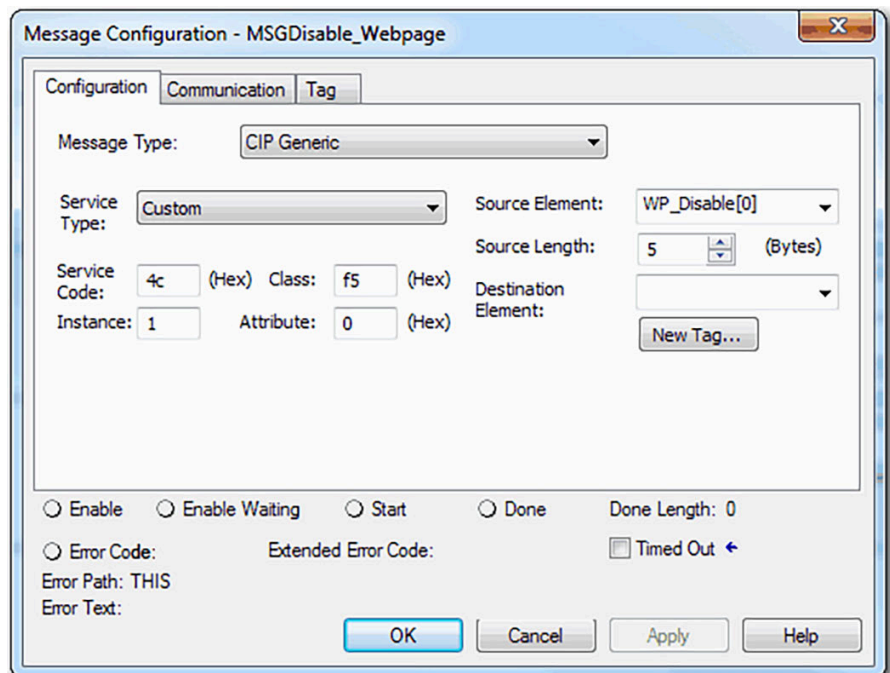 Message Configuration - MSGDisable_Webpage
Configuration Communication Tag
Message Type: CIP Generic
Service Type: Custom
Source Element: WP_Disable[0]
Source Length: 5 (Bytes)
Service Code: 4c (Hex) Class: f5 (Hex)
Destination Element:
Instance: 1 Attribute: 0 (Hex)
New Tag...
Enable Enable Waiting Start Done Done Length: 0
Error Code: Extended Error Code: Timed Out ←
Error Path: THIS
Error Text:
OK Cancel Apply Help